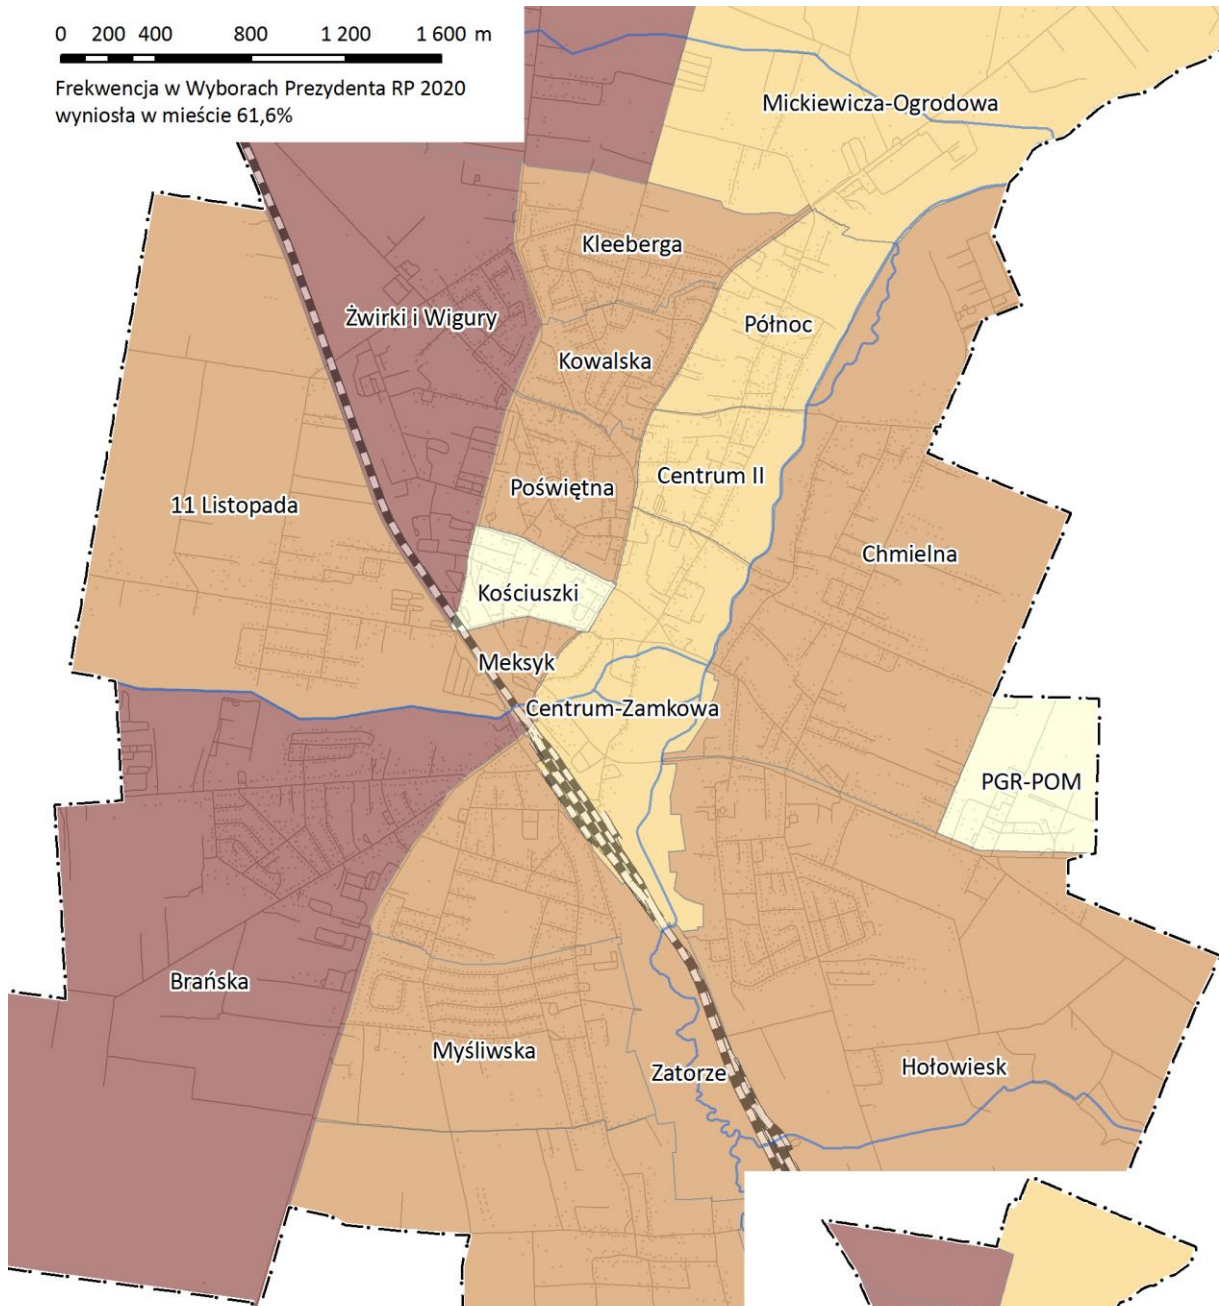 0 200 400 800 1 200 1 600 m
Frekwencja w Wyborach Prezydenta RP 2020
wyniosła w mieście 61,6%
Mickiewicza-Ogrodowa
Kleeberga
Żwirki i Wigury
Północ
Kowalska
Centrum II
Poświętna
11 Listopada
Chmielna
Kościuszki
Meksyk
Centrum-Zamkowa
PGR-POM
Brańska
Myśliwska
Zatorze
Hołowiesk